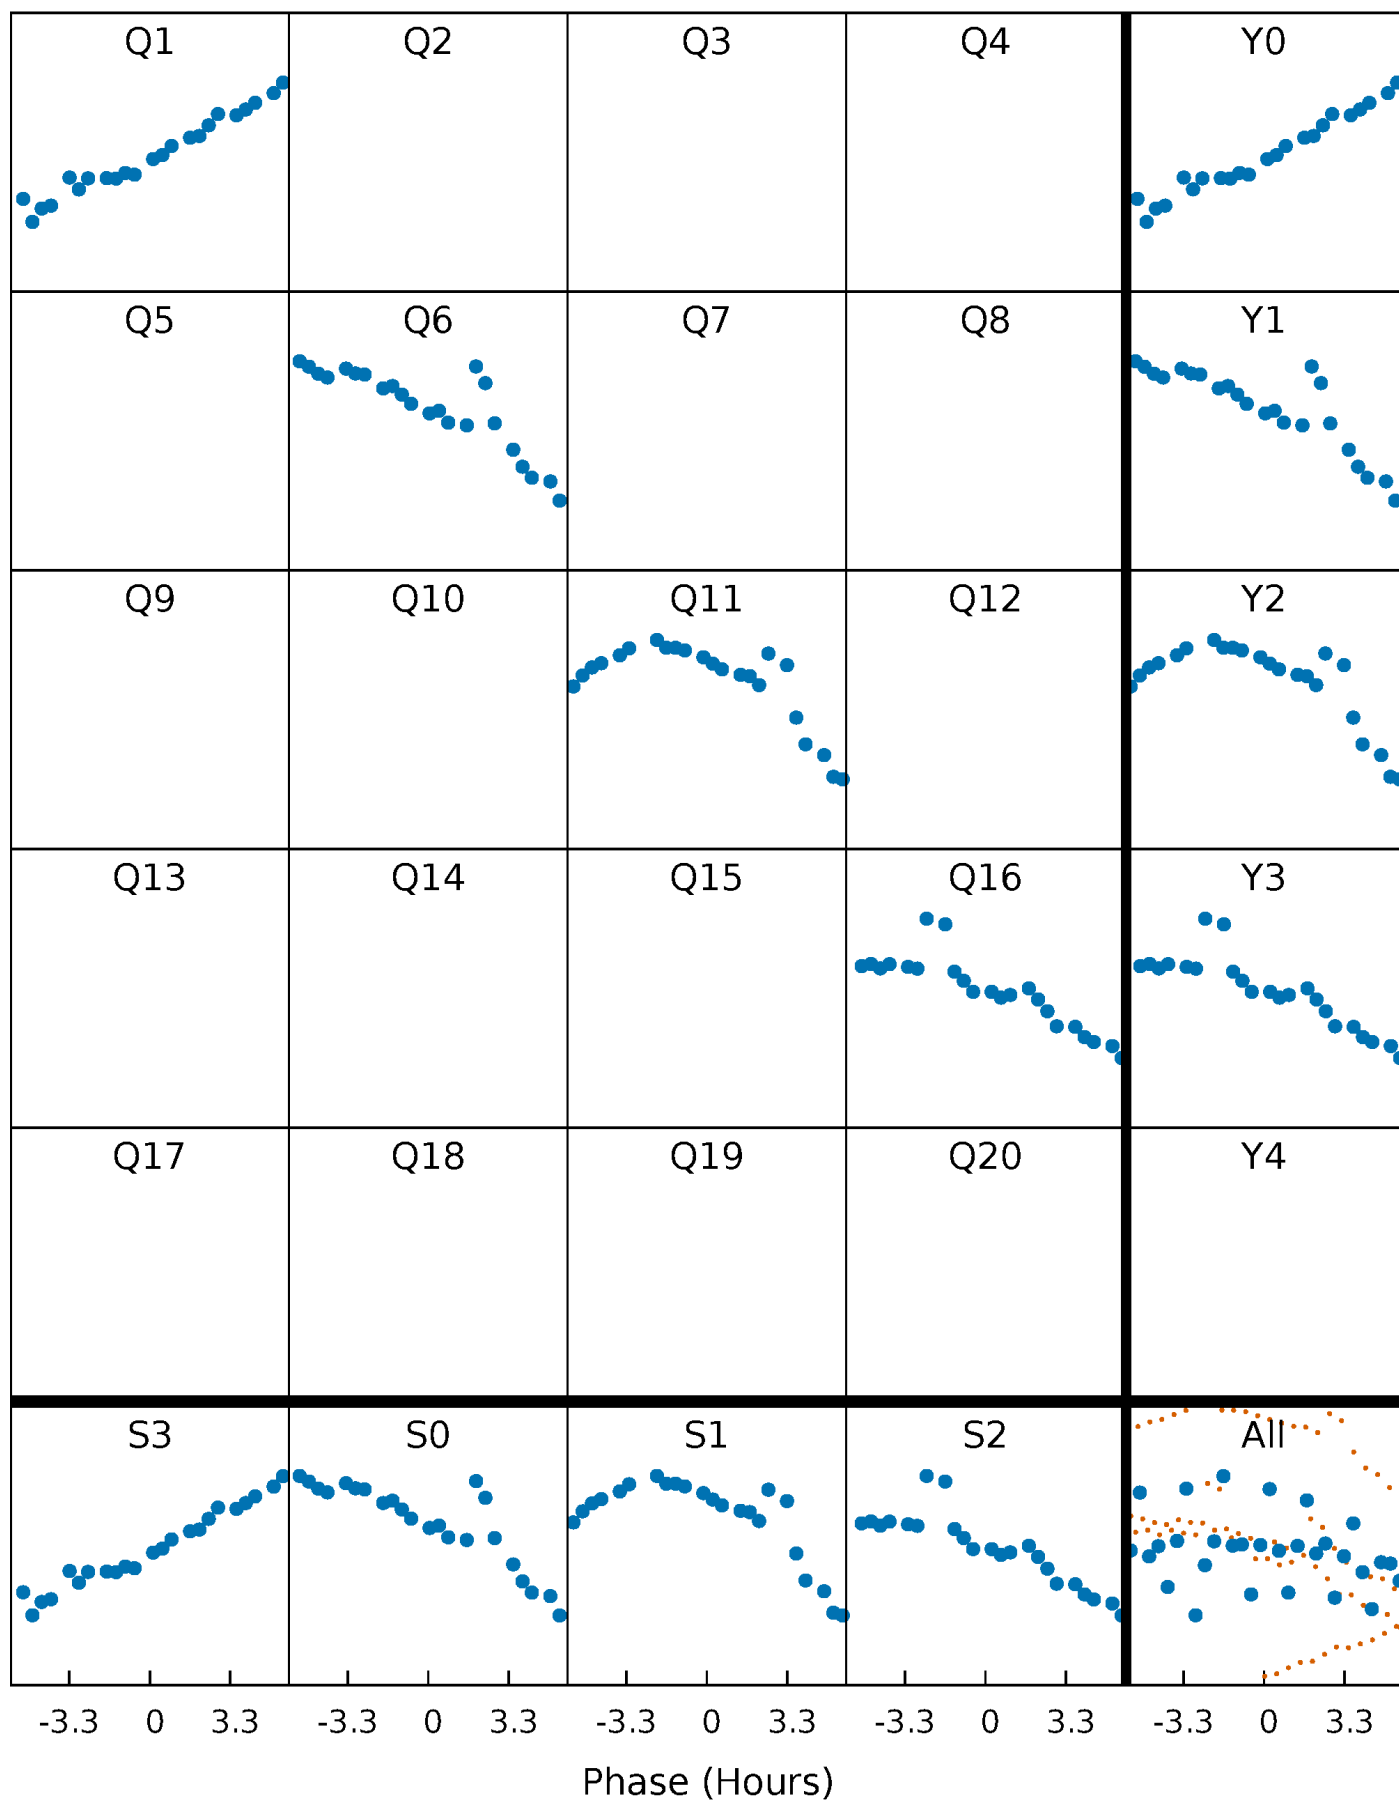 Q1 Q2 Q3 Q4 Y0
Q5 Q6 Q7 Q8 Y1
Q9 Q10 Q11 Q12 Y2
Q13 Q14 Q15 Q16 Y3
Q17 Q18 Q19 Q20 Y4
S3 S0 S1 S2 All
-3.3 0 3.3 -3.3 0 3.3 -3.3 0 3.3 -3.3 0 3.3 -3.3 0 3.3
Phase (Hours)